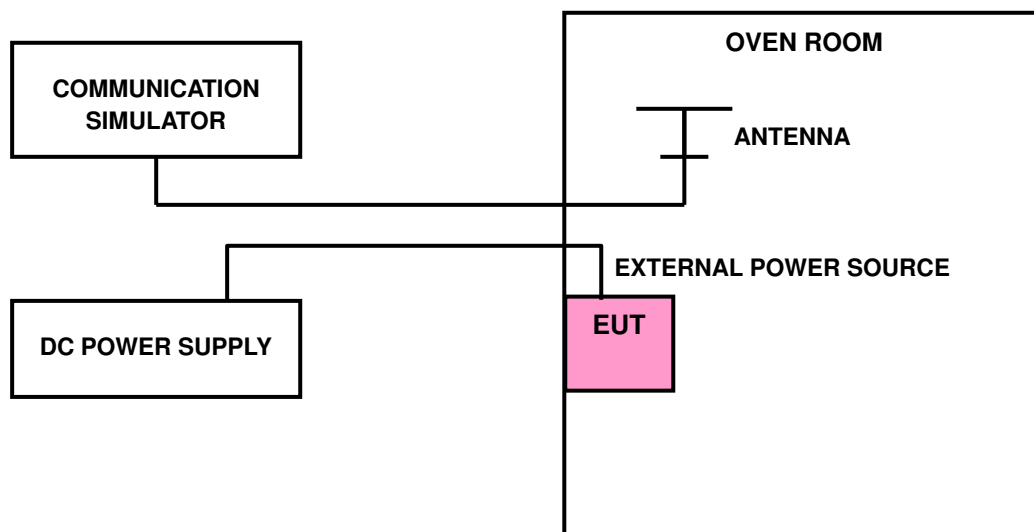 OVEN ROOM
COMMUNICATION
SIMULATOR
ANTENNA
EXTERNAL POWER SOURCE
EUT
DC POWER SUPPLY